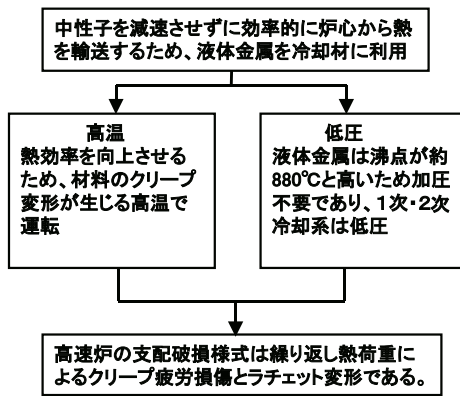 中性子を減速させずに効率的に炉心から熱
を輸送するため、液体金属を冷却材に利用
高温
熱効率を向上させる
ため、材料のクリープ
変形が生じる高温で
運転
低圧
液体金属は沸点が約
880℃と高いため加圧
不要であり、1次・2次
冷却系は低圧
高速炉の支配破損様式は繰り返し熱荷重に
よるクリープ疲労損傷とラチェット変形である。